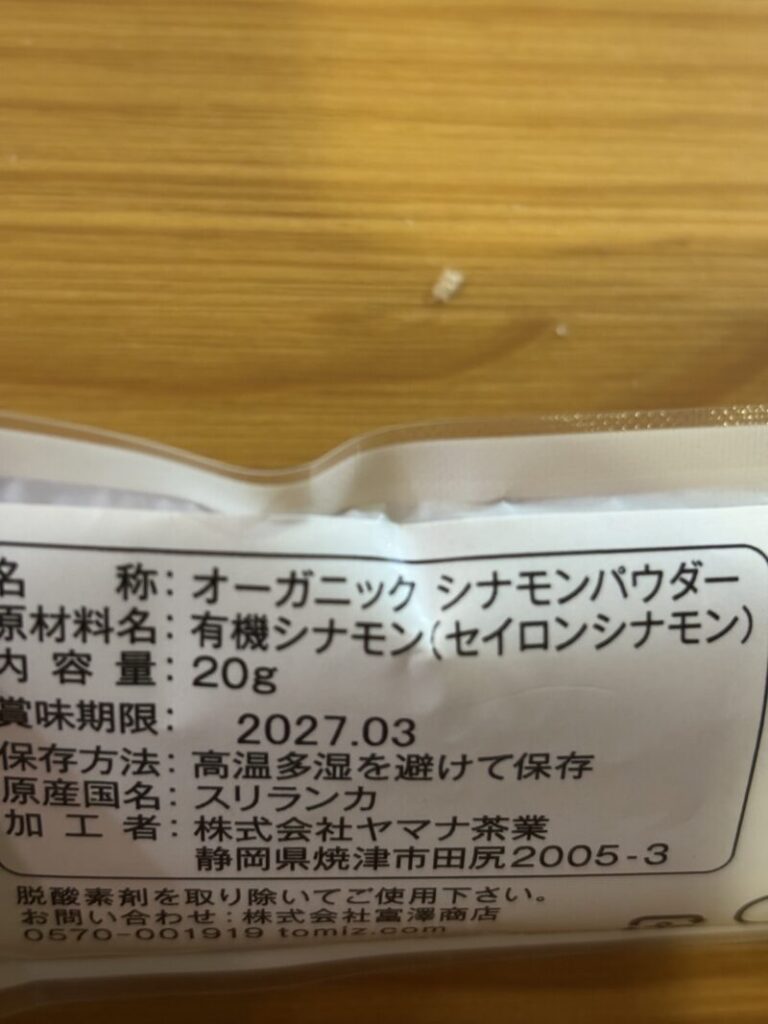 名 称: オーガニック シナモンパウダー
原材料名: 有機シナモン(セイロンシナモン)
内 容 量: 20g
賞味期限: 2027.03
保存方法: 高温多湿を避けて保存
原産国名: スリランカ
加 工 者: 株式会社ヤマナ茶業
静岡県焼津市田尻2005-3
脱酸素剤を取り除いてご使用下さい。
お問い合わせ:株式会社富澤商店
0570-001919 tomiz.com